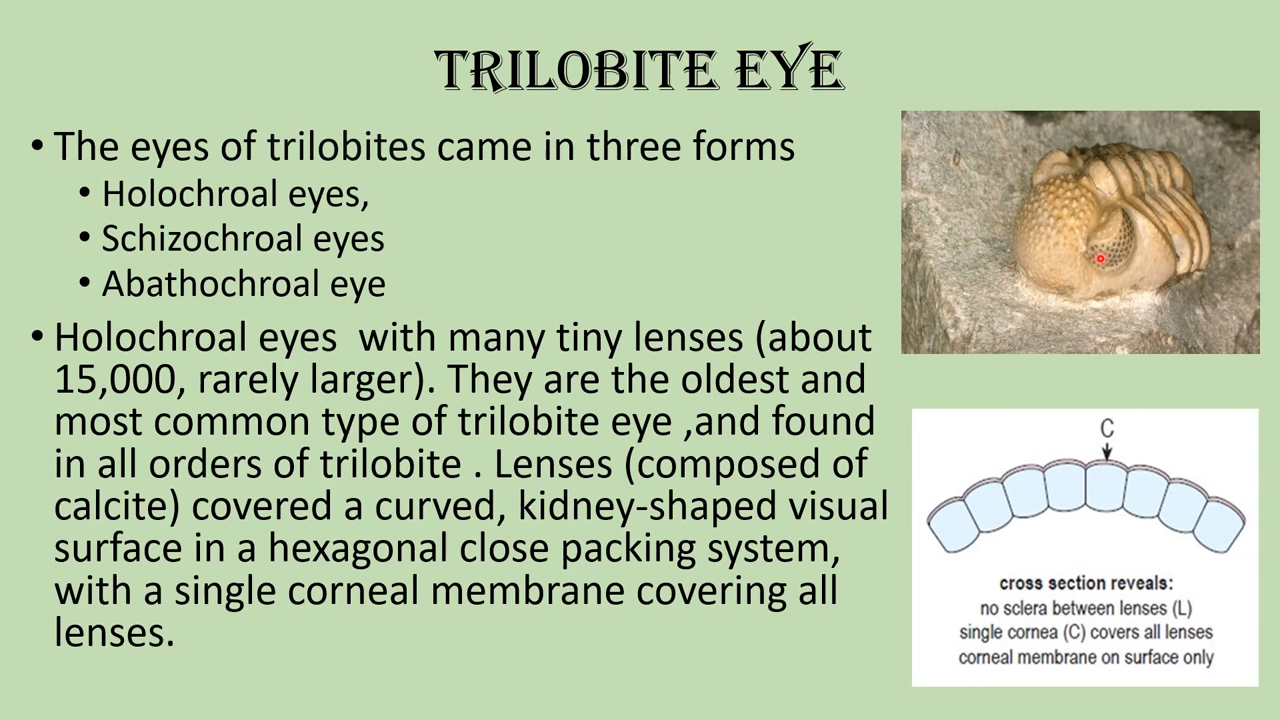 TRILOBITE EYE
• The eyes of trilobites came in three forms
• Holochroal eyes,
• Schizochroal eyes
• Abathochroal eye
• Holochroal eyes  with many tiny lenses (about
15,000, rarely larger). They are the oldest and
most common type of trilobite eye ,and found
in all orders of trilobite . Lenses (composed of
calcite) covered a curved, kidney-shaped visual
surface in a hexagonal close packing system,
with a single corneal membrane covering all
lenses.
C
cross section reveals:
no sclera between lenses (L)
single cornea (C) covers all lenses
corneal membrane on surface only